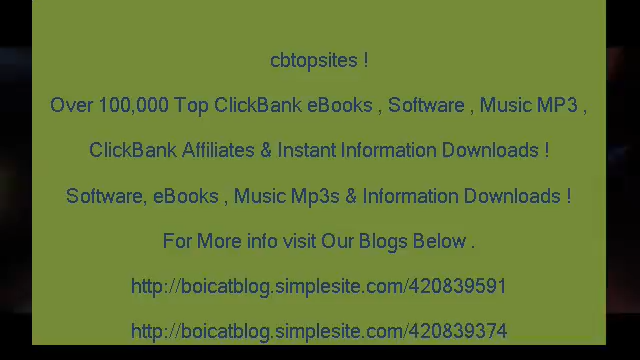 cbtopsites !
Over 100,000 Top ClickBank eBooks , Software , Music MP3 ,
ClickBank Affiliates & Instant Information Downloads !
Software, eBooks , Music Mp3s & Information Downloads !
For More info visit Our Blogs Below .
http://boicatblog.simplesite.com/420839591
http://boicatblog.simplesite.com/420839374